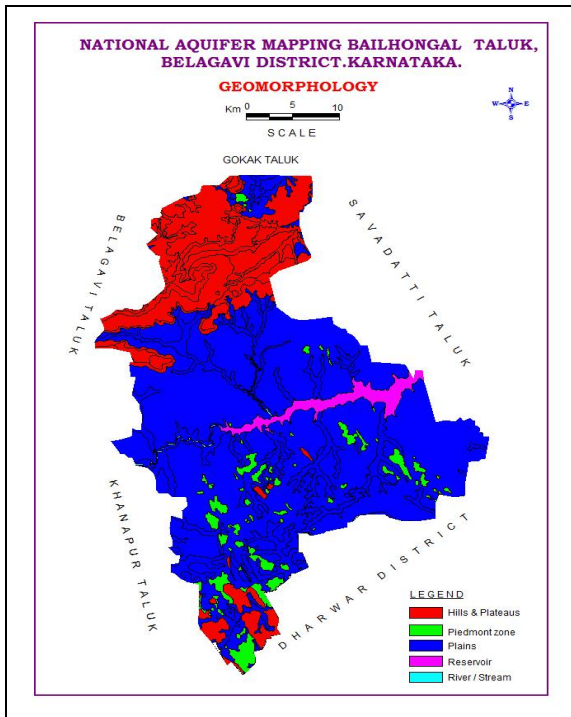 NATIONAL AQUIFER MAPPING BAILHONGAL TALUK,
BELAGAVI DISTRICT.KARNATAKA.
GEOMORPHOLOGY
Km 0 5 10
SCALE
N
W E
S
GOKAK TALUK
BELAGAVI TALUK
SAVADATTI TALUK
KHANAPUR TALUK
DHARWAR DISTRICT
LEGEND
Hills & Plateaus
Piedmont zone
Plains
Reservoir
River / Stream